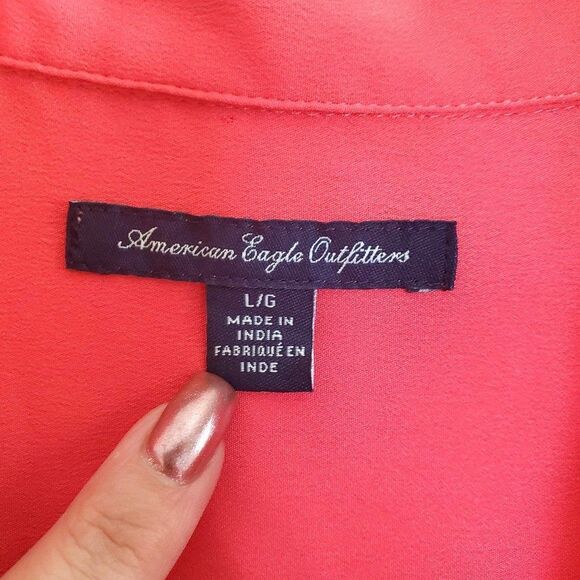 American Eagle Outfitters
L/G
MADE IN
INDIA
FABRIQUÉ EN
INDE